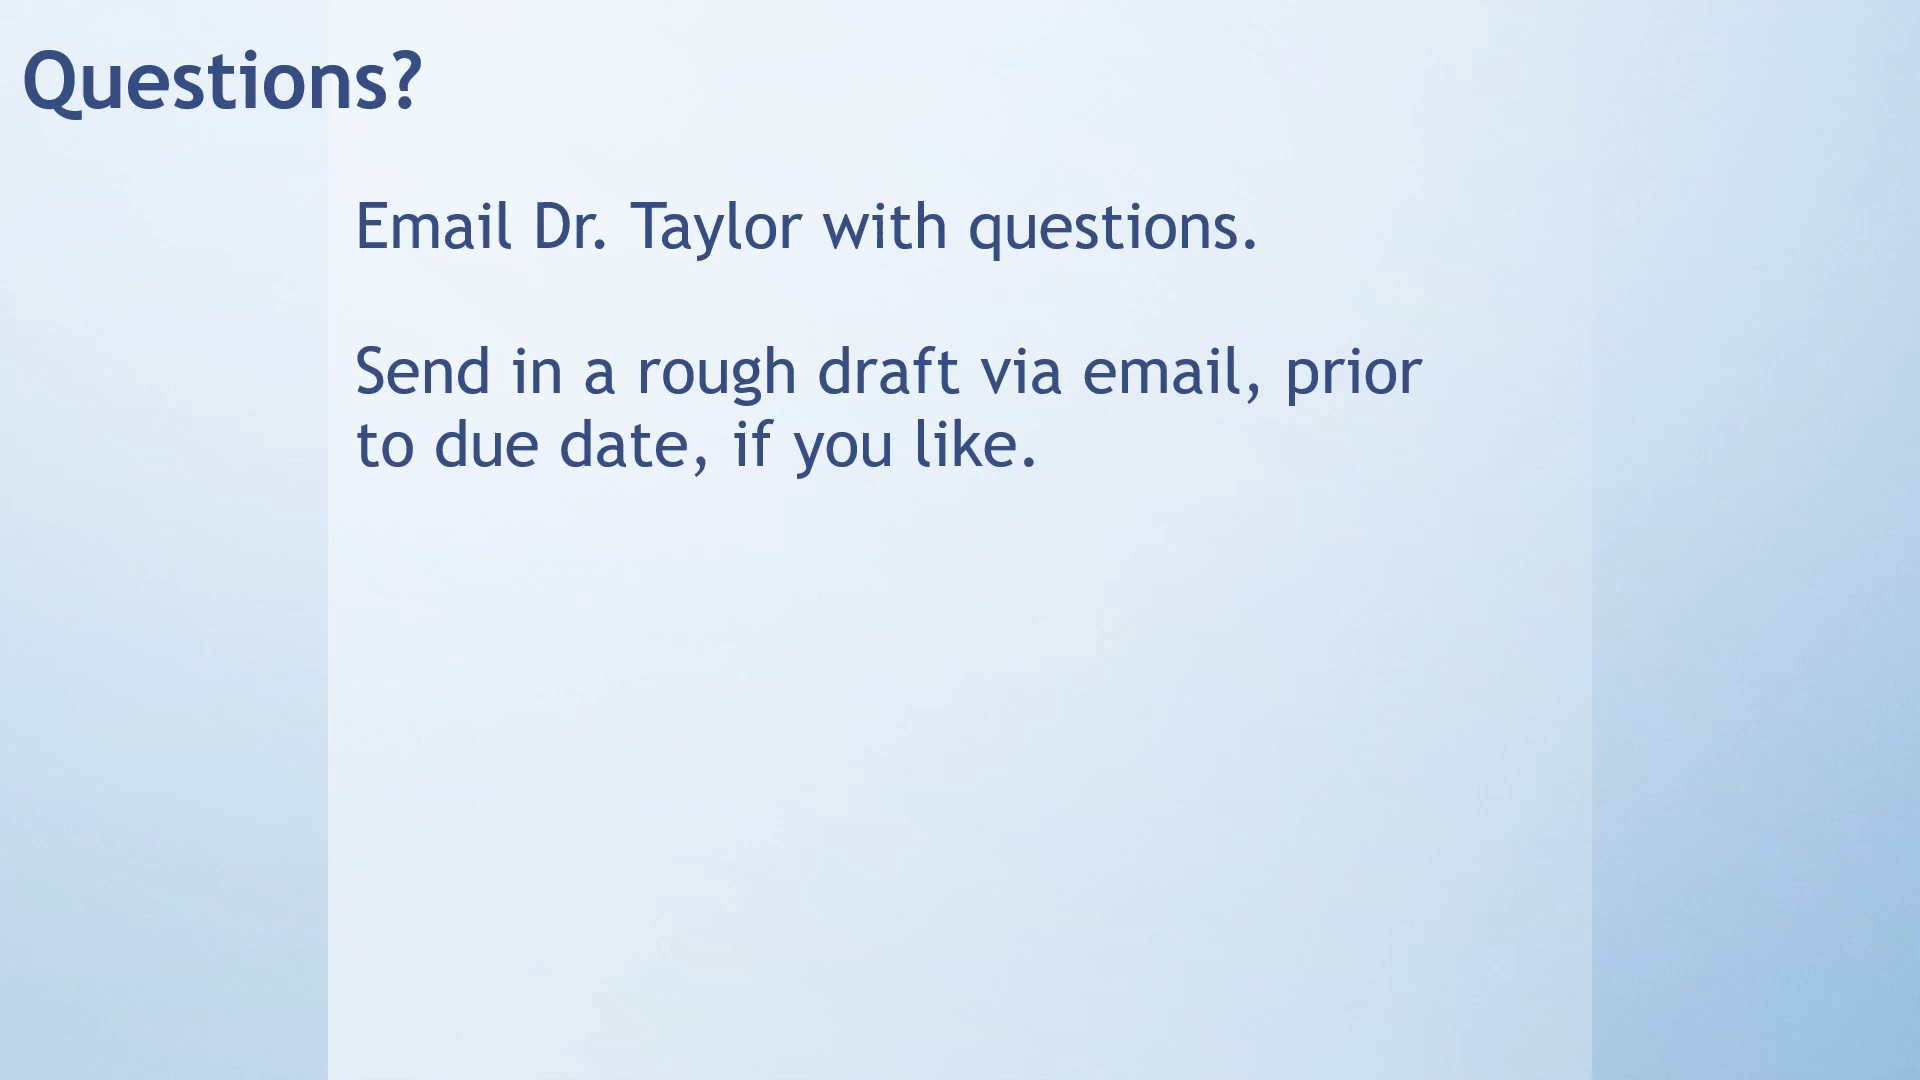 Questions?
Email Dr. Taylor with questions.
Send in a rough draft via email, prior
to due date, if you like.